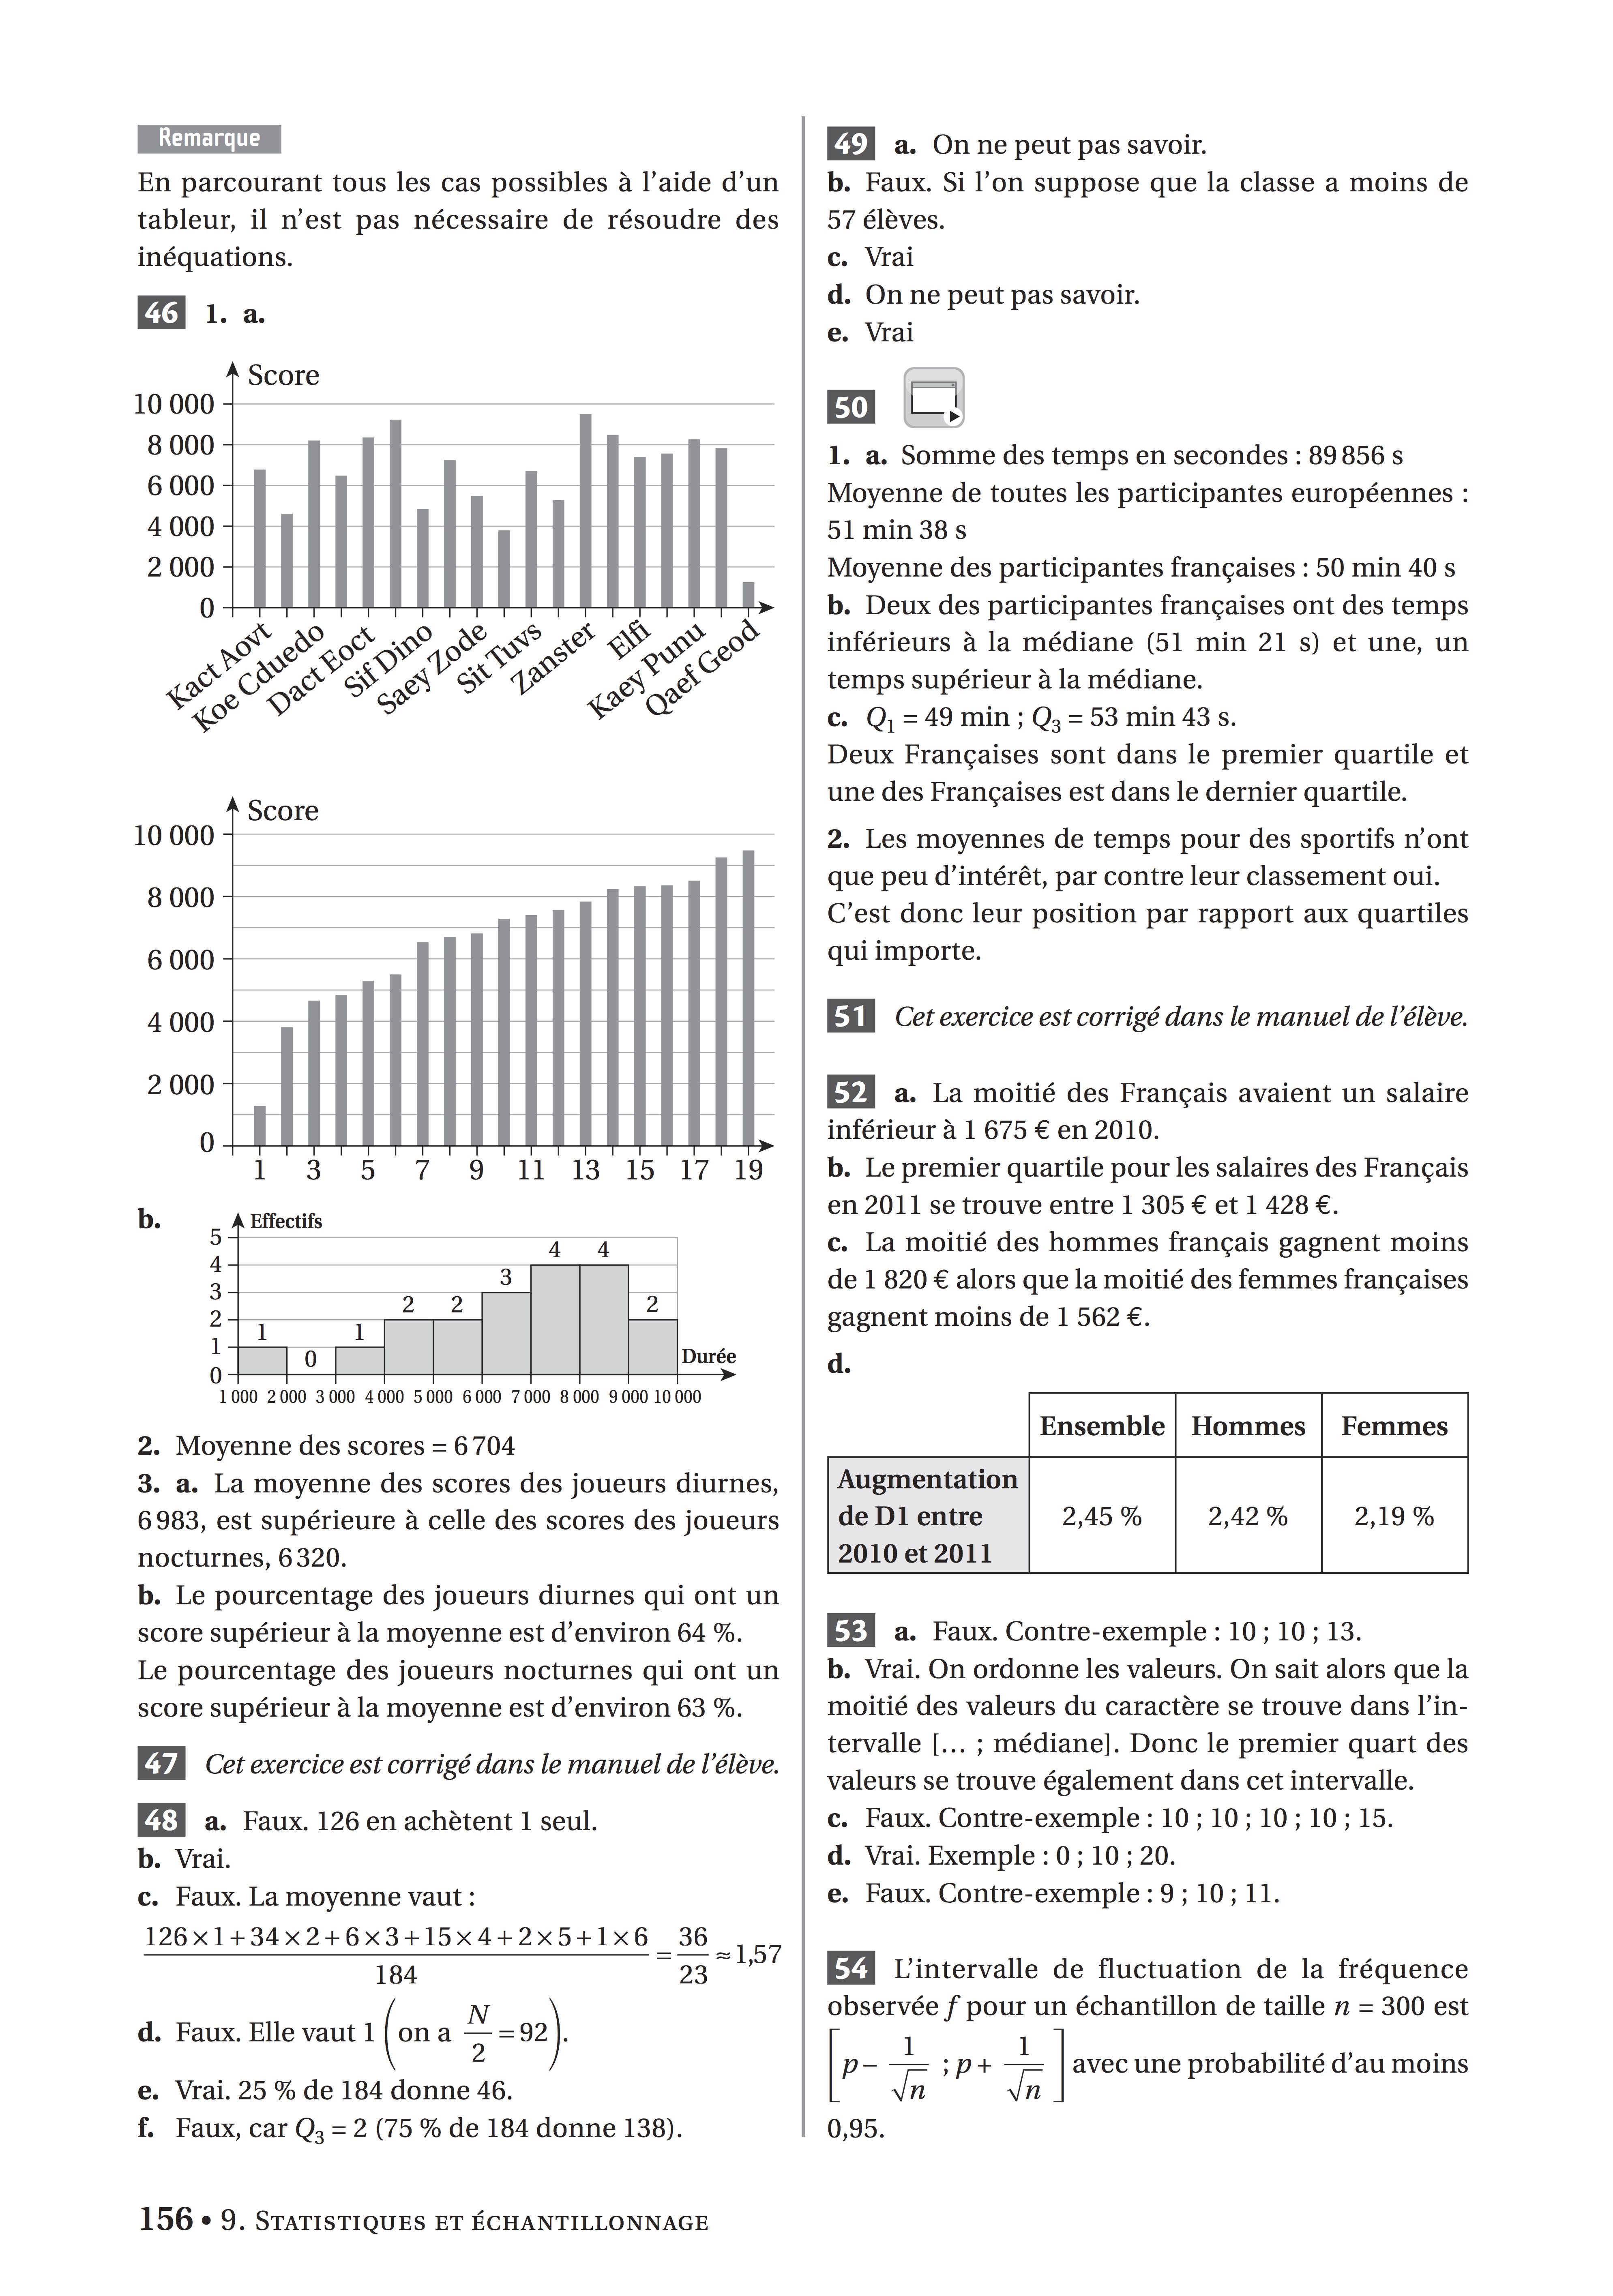 Remarque
En parcourant tous les cas possibles à l’aide d’un
tableur, il n’est pas nécessaire de résoudre des
inéquations.
46 1. a.
Score
10 000
8 000
6 000
4 000
2 000
0
Kact Aovt
Koe Cduedo
Dact Eoct
Sif Dino
Saey Zode
Sit Tuvs
Zanster
Elfi
Kaey Punu
Qaef Geod
Score
10 000
8 000
6 000
4 000
2 000
0
1 3 5 7 9 11 13 15 17 19
b.
Effectifs
5
4
3
2
1
0
1 0 1 2 2 3 4 4 2
Durée
1 000 2 000 3 000 4 000 5 000 6 000 7 000 8 000 9 000 10 000
2. Moyenne des scores = 6 704
3. a. La moyenne des scores des joueurs diurnes,
6 983, est supérieure à celle des scores des joueurs
nocturnes, 6 320.
b. Le pourcentage des joueurs diurnes qui ont un
score supérieur à la moyenne est d’environ 64 %.
Le pourcentage des joueurs nocturnes qui ont un
score supérieur à la moyenne est d’environ 63 %.
47 Cet exercice est corrigé dans le manuel de l’élève.
48 a. Faux. 126 en achètent 1 seul.
b. Vrai.
c. Faux. La moyenne vaut :
126 × 1 + 34 × 2 + 6 × 3 + 15 × 4 + 2 × 5 + 1 × 6 / 184 = 36/23 ≈ 1,57
d. Faux. Elle vaut 1 (on a N/2 = 92).
e. Vrai. 25 % de 184 donne 46.
f. Faux, car Q3 = 2 (75 % de 184 donne 138).
49 a. On ne peut pas savoir.
b. Faux. Si l’on suppose que la classe a moins de
57 élèves.
c. Vrai
d. On ne peut pas savoir.
e. Vrai
50
1. a. Somme des temps en secondes : 89 856 s
Moyenne de toutes les participantes européennes :
51 min 38 s
Moyenne des participantes françaises : 50 min 40 s
b. Deux des participantes françaises ont des temps
inférieurs à la médiane (51 min 21 s) et une, un
temps supérieur à la médiane.
c. Q1 = 49 min ; Q3 = 53 min 43 s.
Deux Françaises sont dans le premier quartile et
une des Françaises est dans le dernier quartile.
2. Les moyennes de temps pour des sportifs n’ont
que peu d’intérêt, par contre leur classement oui.
C’est donc leur position par rapport aux quartiles
qui importe.
51 Cet exercice est corrigé dans le manuel de l’élève.
52 a. La moitié des Français avaient un salaire
inférieur à 1 675 € en 2010.
b. Le premier quartile pour les salaires des Français
en 2011 se trouve entre 1 305 € et 1 428 €.
c. La moitié des hommes français gagnent moins
de 1 820 € alors que la moitié des femmes françaises
gagnent moins de 1 562 €.
d.
Ensemble Hommes Femmes
Augmentation
de D1 entre 2,45 % 2,42 % 2,19 %
2010 et 2011
53 a. Faux. Contre-exemple : 10 ; 10 ; 13.
b. Vrai. On ordonne les valeurs. On sait alors que la
moitié des valeurs du caractère se trouve dans l’in-
tervalle [… ; médiane]. Donc le premier quart des
valeurs se trouve également dans cet intervalle.
c. Faux. Contre-exemple : 10 ; 10 ; 10 ; 10 ; 15.
d. Vrai. Exemple : 0 ; 10 ; 20.
e. Faux. Contre-exemple : 9 ; 10 ; 11.
54 L’intervalle de fluctuation de la fréquence
observée f pour un échantillon de taille n = 300 est
[p – 1/√n ; p + 1/√n] avec une probabilité d’au moins
0,95.
156 • 9. Statistiques et échantillonnage